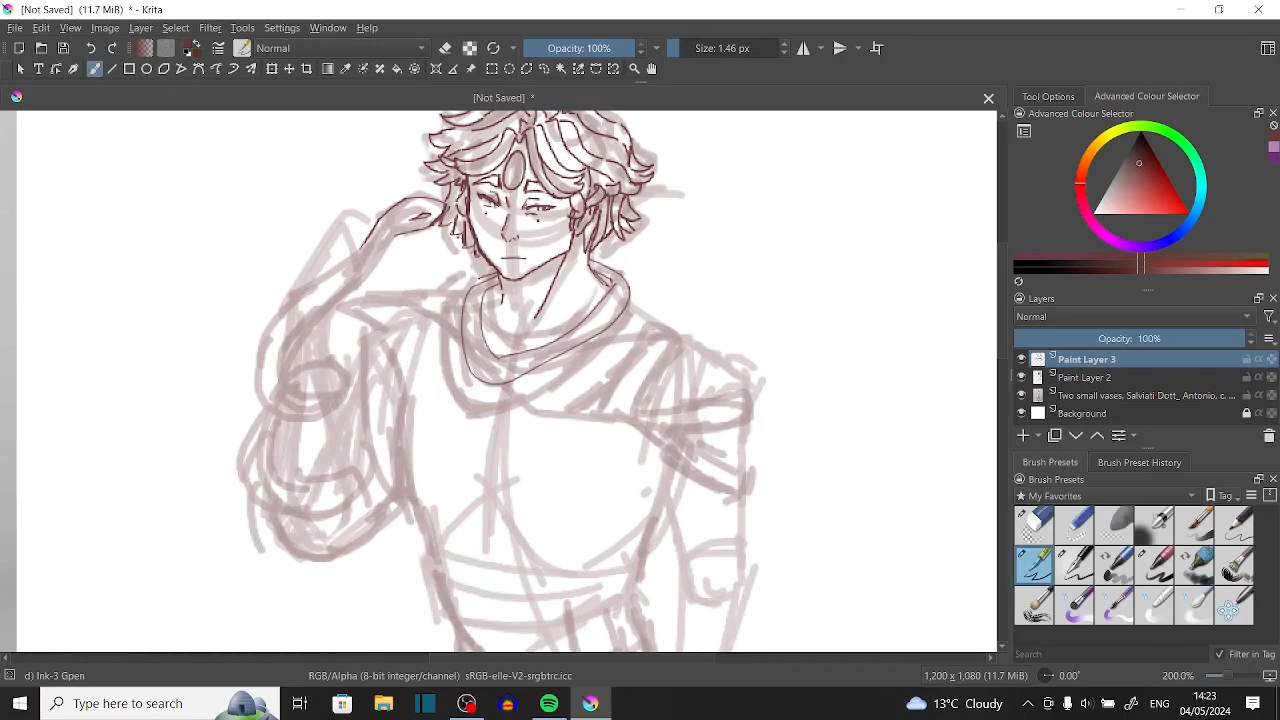 [Not Saved] (11.7 MiB) * - Krita
File Edit View Image Layer Select Filter Tools Settings Window Help
Normal Opacity: 100% Size: 1.46 px
[Not Saved] *
Tool Options Advanced Colour Selector
Advanced Colour Selector
Layers
Normal
Opacity: 100%
Paint Layer 3
Paint Layer 2
Two small vases, Salviati Dott_ Antonio, c. ...
Background
Brush Presets Brush Preset History
Brush Presets
My Favorites Tag
Search Filter in Tag
d) Ink-3 Gpen RGB/Alpha (8-bit integer/channel) sRGB-elle-V2-srgbtrc.icc 1,200 x 1,080 (11.7 MiB) 0.00° 200.0%
Type here to search 13°C Cloudy ENG 14:23
04/05/2024